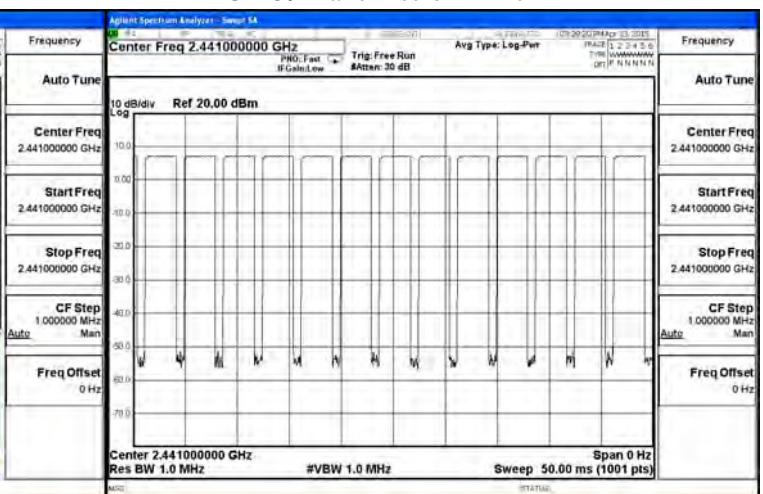 Agilent Spectrum Analyzer - Swept SA
Frequency
Center Freq 2.441000000 GHz
PNO: Fast
IFGain:Low
Trig: Free Run
#Atten: 30 dB
Avg Type: Log-Pwr
TRACE 1 2 3 4 5 6
TYPE
DET P N N N N N
Frequency
Auto Tune
Center Freq
2.441000000 GHz
Start Freq
2.441000000 GHz
Stop Freq
2.441000000 GHz
CF Step
1.000000 MHz
Auto Man
Freq Offset
0 Hz
10 dB/div Ref 20.00 dBm
Log
10.0
0.00
-10.0
-20.0
-30.0
-40.0
-50.0
-60.0
-70.0
Center 2.441000000 GHz
Span 0 Hz
Res BW 1.0 MHz
#VBW 1.0 MHz
Sweep 50.00 ms (1001 pts)
MSG
STATUS
Auto Tune
Center Freq
2.441000000 GHz
Start Freq
2.441000000 GHz
Stop Freq
2.441000000 GHz
CF Step
1.000000 MHz
Auto Man
Freq Offset
0 Hz